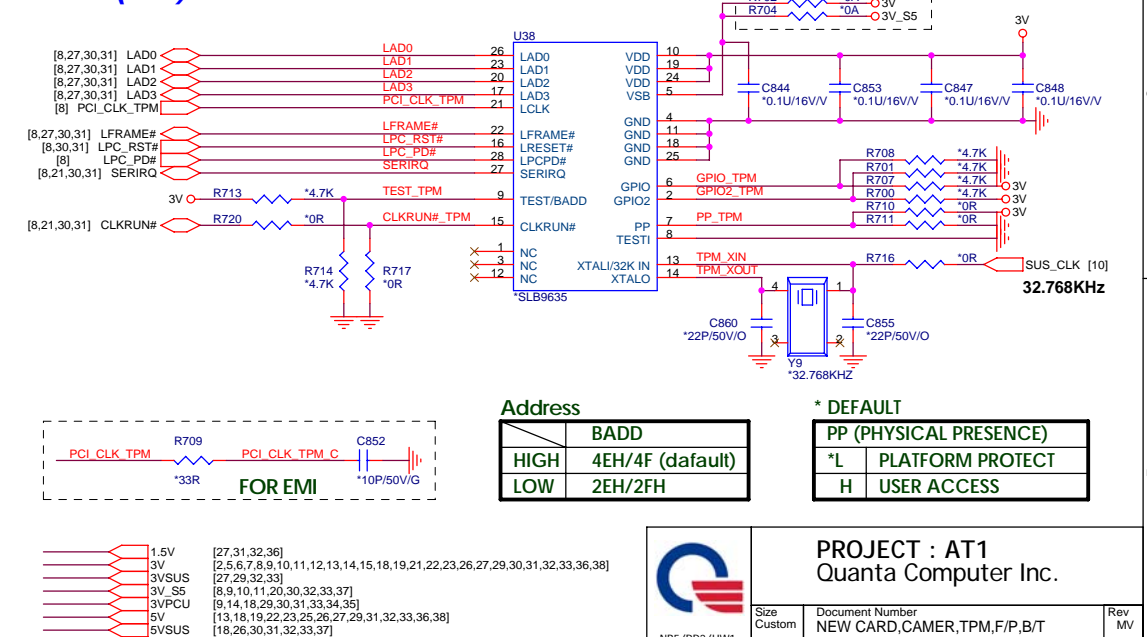 R704 *0A 3V_S5
3V
3V
U38
[8,27,30,31] LAD0 LAD0 26 LAD0 VDD 10
[8,27,30,31] LAD1 LAD1 23 LAD1 VDD 19
[8,27,30,31] LAD2 LAD2 20 LAD2 VDD 24
[8,27,30,31] LAD3 LAD3 17 LAD3 VSB 5
[8] PCI_CLK_TPM PCI_CLK_TPM 21 LCLK
C844 *0.1U/16V/V
C853 *0.1U/16V/V
C847 *0.1U/16V/V
C848 *0.1U/16V/V
GND 4
[8,27,30,31] LFRAME# LFRAME# 22 LFRAME# GND 11
[8,30,31] LPC_RST# LPC_RST# 16 LRESET# GND 18
[8] LPC_PD# LPC_PD# 28 LPCPD# GND 25
[8,21,30,31] SERIRQ SERIRQ 27 SERIRQ
R708 *4.7K
R701 *4.7K
GPIO 6 GPIO_TPM R707 *4.7K 3V
3V R713 *4.7K TEST_TPM 9 TEST/BADD GPIO2 2 GPIO2_TPM R700 *4.7K 3V
R710 *0R 3V
[8,21,30,31] CLKRUN# R720 *0R CLKRUN#_TPM 15 CLKRUN# PP 7 PP_TPM R711 *0R
TESTI 8
1 NC
3 NC XTALI/32K IN 13 TPM_XIN R716 *0R SUS_CLK [10]
12 NC XTALO 14 TPM_XOUT
32.768KHz
R714 *4.7K
R717 *0R
*SLB9635
4 1
C860 *22P/50V/O
C855 *22P/50V/O
3 2
Y9
*32.768KHZ
Address
BADD
HIGH 4EH/4F (dafault)
LOW 2EH/2FH
* DEFAULT
PP (PHYSICAL PRESENCE)
*L PLATFORM PROTECT
H USER ACCESS
PCI_CLK_TPM R709 *33R PCI_CLK_TPM_C C852 *10P/50V/G
FOR EMI
1.5V [27,31,32,36]
3V [2,5,6,7,8,9,10,11,12,13,14,15,18,19,21,22,23,26,27,29,30,31,32,33,36,38]
3VSUS [27,29,32,33]
3V_S5 [8,9,10,11,20,30,32,33,37]
3VPCU [9,14,18,29,30,31,33,34,35]
5V [13,18,19,22,23,25,26,27,29,31,32,33,36,38]
5VSUS [18,26,30,31,32,33,37]
PROJECT : AT1
Quanta Computer Inc.
Size Custom
Document Number
NEW CARD,CAMER,TPM,F/P,B/T
Rev MV